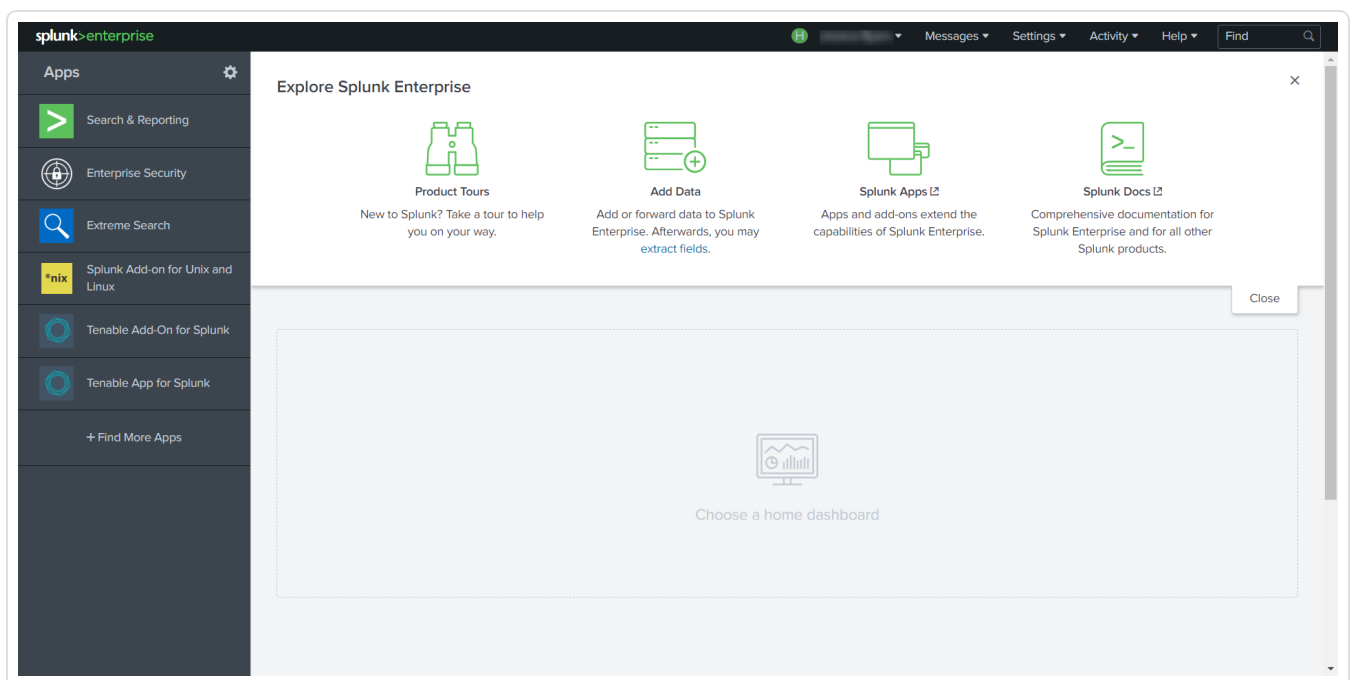 splunk>enterprise
H
Messages
Settings
Activity
Help
Find
Apps
Search & Reporting
Enterprise Security
Extreme Search
*nix
Splunk Add-on for Unix and
Linux
Tenable Add-On for Splunk
Tenable App for Splunk
+ Find More Apps
Explore Splunk Enterprise
Product Tours
New to Splunk? Take a tour to help
you on your way.
Add Data
Add or forward data to Splunk
Enterprise. Afterwards, you may
extract fields.
Splunk Apps
Apps and add-ons extend the
capabilities of Splunk Enterprise.
>_
Splunk Docs
Comprehensive documentation for
Splunk Enterprise and for all other
Splunk products.
Close
Choose a home dashboard